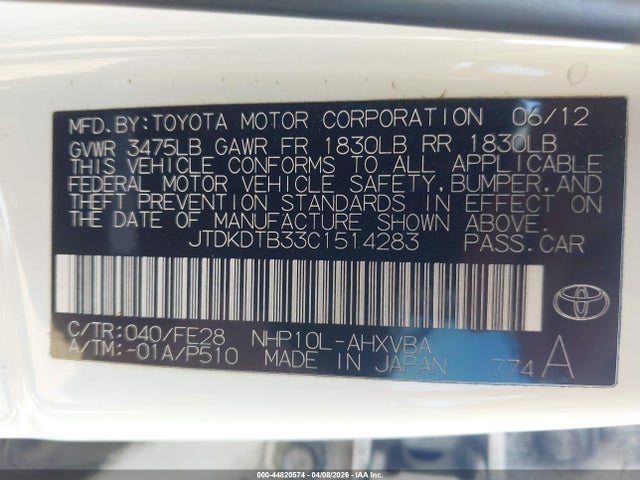 MFD.BY:TOYOTA MOTOR CORPORATION 06/12
GVWR 3475LB GAWR FR 1830LB RR 1830LB
THIS VEHICLE CONFORMS TO ALL APPLICABLE
FEDERAL MOTOR VEHICLE SAFETY,BUMPER,AND
THEFT PREVENTION STANDARDS IN EFFECT ON
THE DATE OF MANUFACTURE SHOWN ABOVE.
JTDKDTB33C1514283 PASS.CAR
C/TR:040/FE28 NHP10L-AHXVBA
A/TM:-01A/P510 MADE IN JAPAN 774A
000-44820574 | 04/08/2026 | IAA Inc.